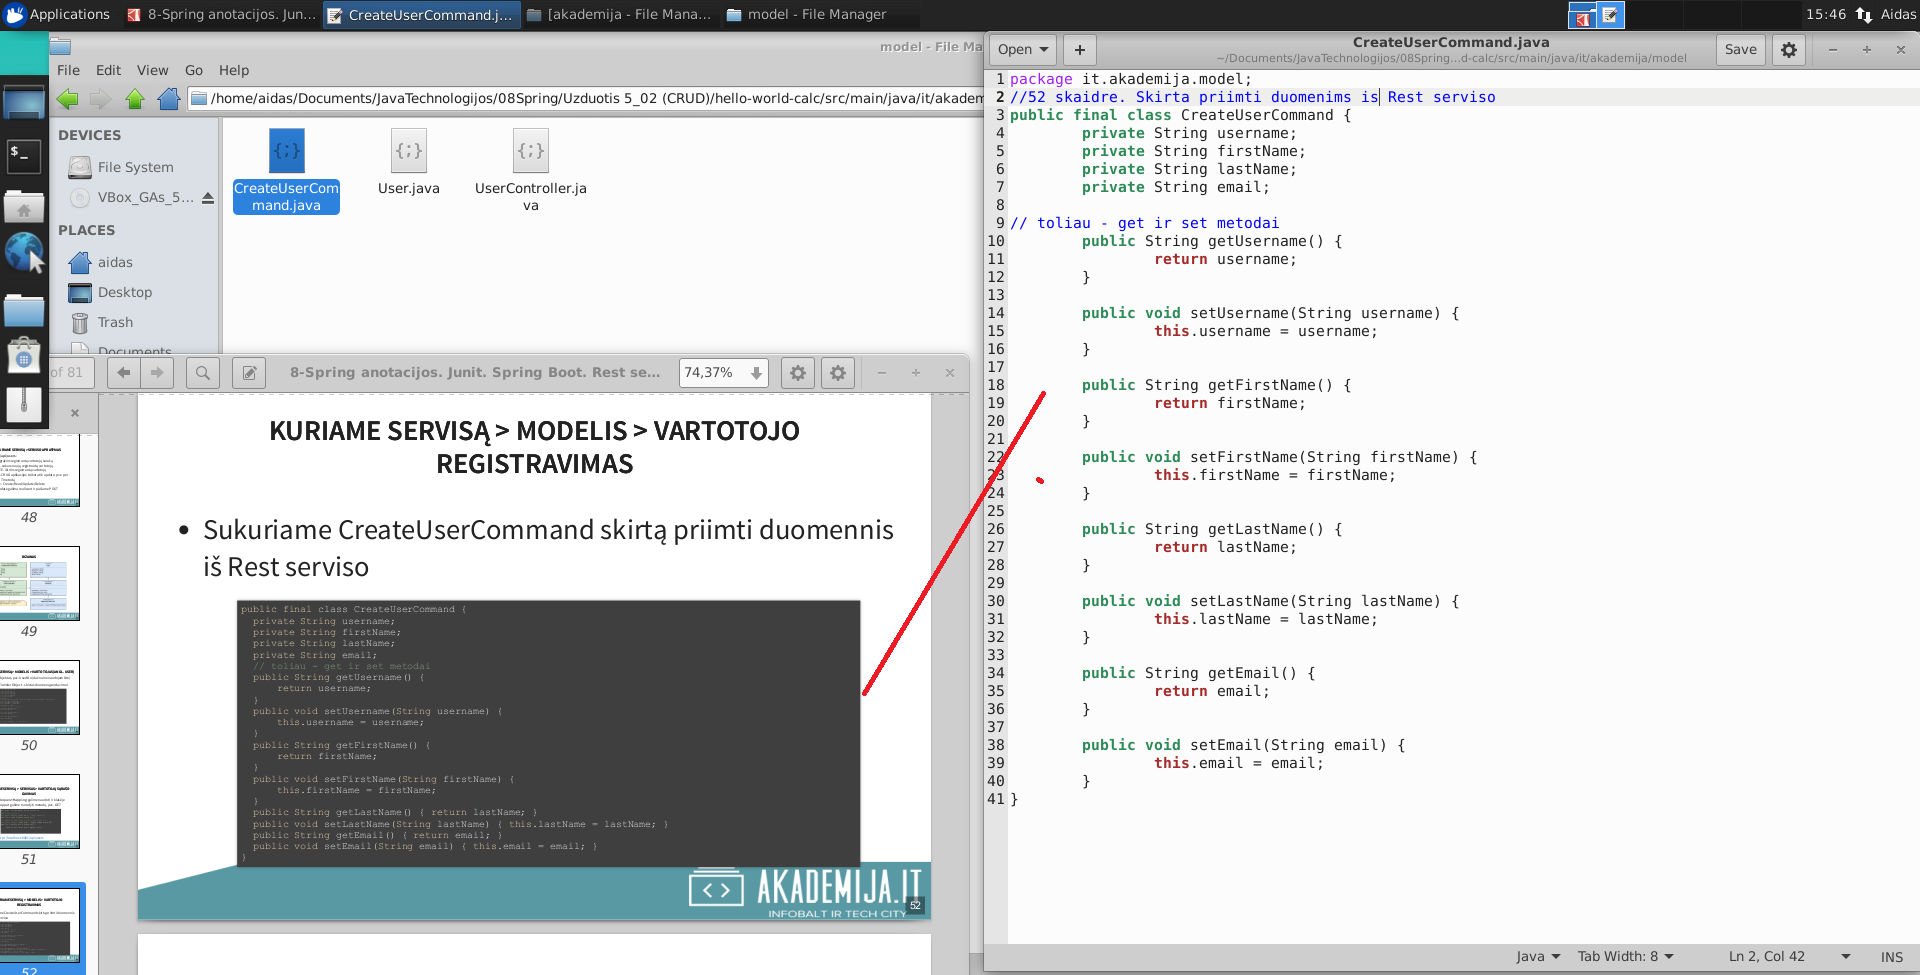 Applications
8-Spring anotacijos. Jun...
CreateUserCommand.j...
[akademija - File Mana...
model - File Manager
15:46
Aidas
model - File Ma
File Edit View Go Help
/home/aidas/Documents/JavaTechnologijos/08Spring/Uzduotis 5_02 (CRUD)/hello-world-calc/src/main/java/it/akadem
DEVICES
File System
VBox_GAs_5...
PLACES
aidas
Desktop
Trash
Documents
CreateUserCom
mand.java
User.java
UserController.ja
va
of 81
8-Spring anotacijos. Junit. Spring Boot. Rest se...
74,37%
48
49
50
51
52
KURIAME SERVISĄ > MODELIS > VARTOTOJO
REGISTRAVIMAS
• Sukuriame CreateUserCommand skirtą priimti duomennis
iš Rest serviso
public final class CreateUserCommand {
private String username;
private String firstName;
private String lastName;
private String email;
// toliau - get ir set metodai
public String getUsername() {
return username;
}
public void setUsername(String username) {
this.username = username;
}
public String getFirstName() {
return firstName;
}
public void setFirstName(String firstName) {
this.firstName = firstName;
}
public String getLastName() { return lastName; }
public void setLastName(String lastName) { this.lastName = lastName; }
public String getEmail() { return email; }
public void setEmail(String email) { this.email = email; }
}
AKADEMIJA.IT
INFOBALT IR TECH CITY
52
Open
CreateUserCommand.java
~/Documents/JavaTechnologijos/08Spring...d-calc/src/main/java/it/akademija/model
Save
1 package it.akademija.model;
2 //52 skaidre. Skirta priimti duomenims is Rest serviso
3 public final class CreateUserCommand {
4 private String username;
5 private String firstName;
6 private String lastName;
7 private String email;
8
9 // toliau - get ir set metodai
10 public String getUsername() {
11 return username;
12 }
13
14 public void setUsername(String username) {
15 this.username = username;
16 }
17
18 public String getFirstName() {
19 return firstName;
20 }
21
22 public void setFirstName(String firstName) {
23 this.firstName = firstName;
24 }
25
26 public String getLastName() {
27 return lastName;
28 }
29
30 public void setLastName(String lastName) {
31 this.lastName = lastName;
32 }
33
34 public String getEmail() {
35 return email;
36 }
37
38 public void setEmail(String email) {
39 this.email = email;
40 }
41 }
Java Tab Width: 8 Ln 2, Col 42 INS